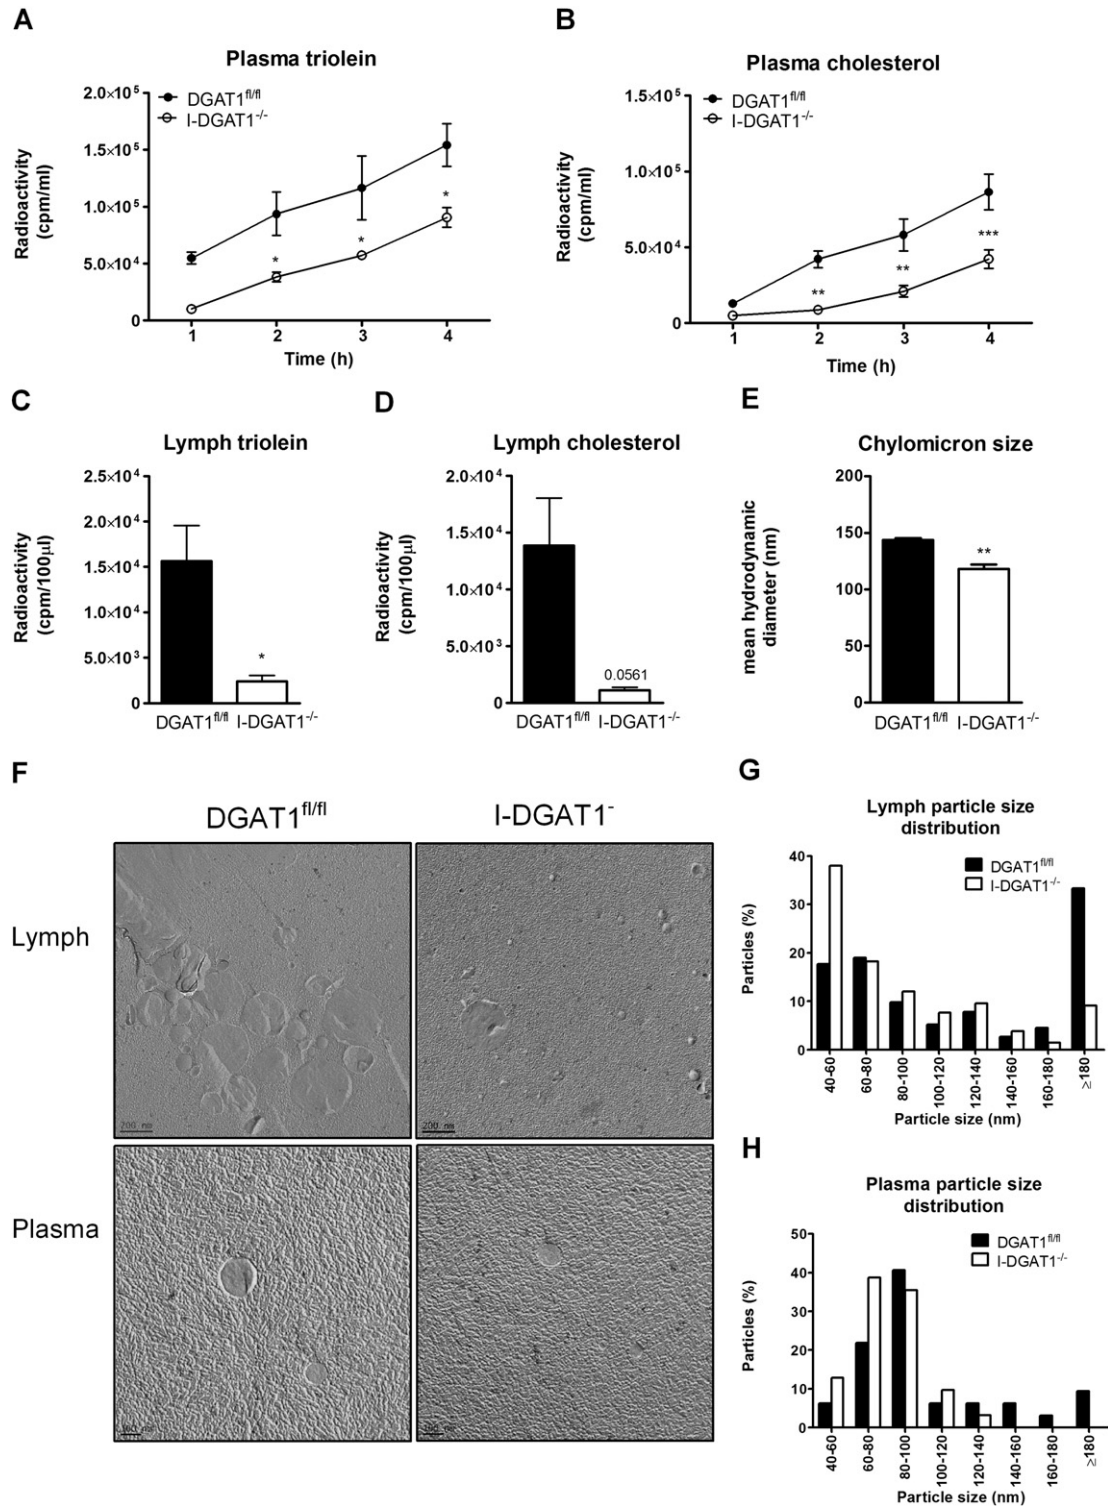 A
Plasma triolein
DGAT1fl/fl
I-DGAT1-/-
Radioactivity
(cpm/ml)
2.0×10⁵
1.5×10⁵
1.0×10⁵
5.0×10⁴
0
1 2 3 4
Time (h)
*
*
*
B
Plasma cholesterol
DGAT1fl/fl
I-DGAT1-/-
Radioactivity
(cpm/ml)
1.5×10⁵
1.0×10⁵
5.0×10⁴
0
1 2 3 4
Time (h)
**
**
***
C
Lymph triolein
Radioactivity
(cpm/100µl)
2.5×10⁴
2.0×10⁴
1.5×10⁴
1.0×10⁴
5.0×10³
0
*
DGAT1fl/fl I-DGAT1-/-
D
Lymph cholesterol
Radioactivity
(cpm/100µl)
2.0×10⁴
1.5×10⁴
1.0×10⁴
5.0×10³
0
0.0561
DGAT1fl/fl I-DGAT1-/-
E
Chylomicron size
mean hydrodynamic
diameter (nm)
200
150
100
50
0
**
DGAT1fl/fl I-DGAT1-/-
F
DGAT1fl/fl I-DGAT1-
Lymph
200 nm
200 nm
Plasma
G
Lymph particle size
distribution
DGAT1fl/fl
I-DGAT1-/-
Particles (%)
40
30
20
10
0
40-60 60-80 80-100 100-120 120-140 140-160 160-180 ≥180
Particle size (nm)
H
Plasma particle size
distribution
DGAT1fl/fl
I-DGAT1-/-
Particles (%)
50
40
30
20
10
0
40-60 60-80 80-100 100-120 120-140 140-160 160-180 ≥180
Particle size (nm)